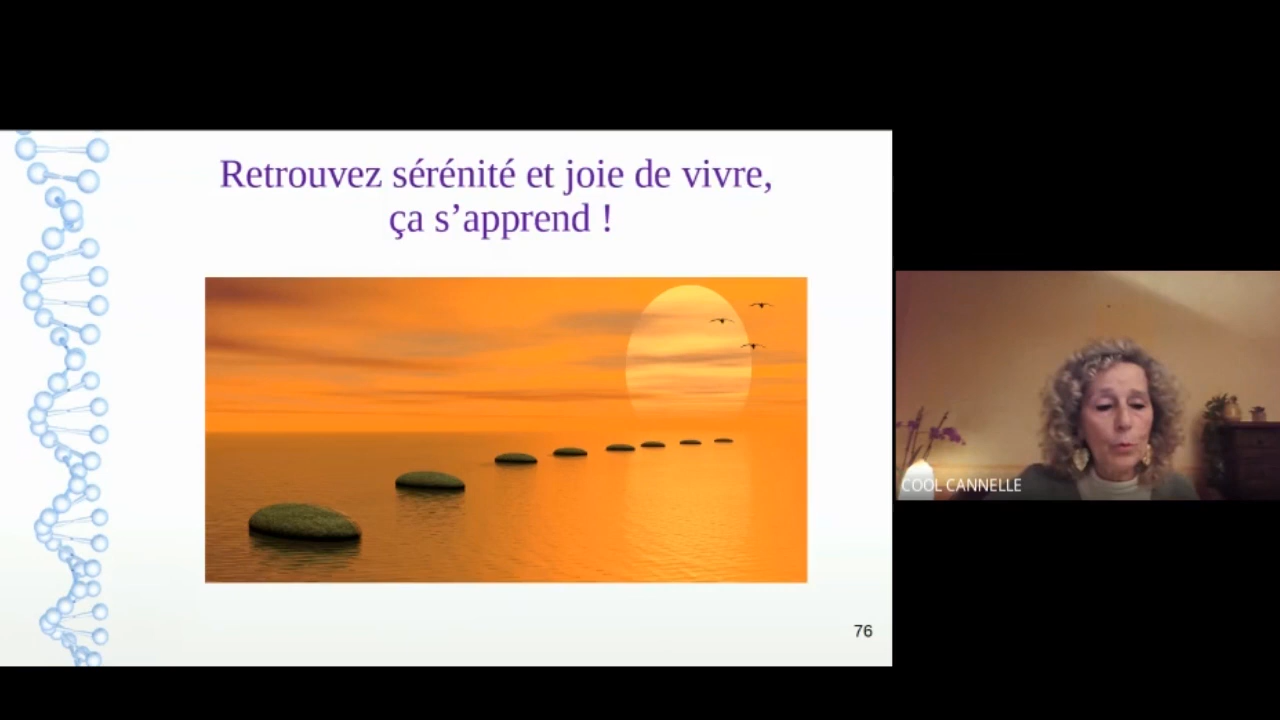 Retrouvez sérénité et joie de vivre,
ça s’apprend !
COOL CANNELLE
76